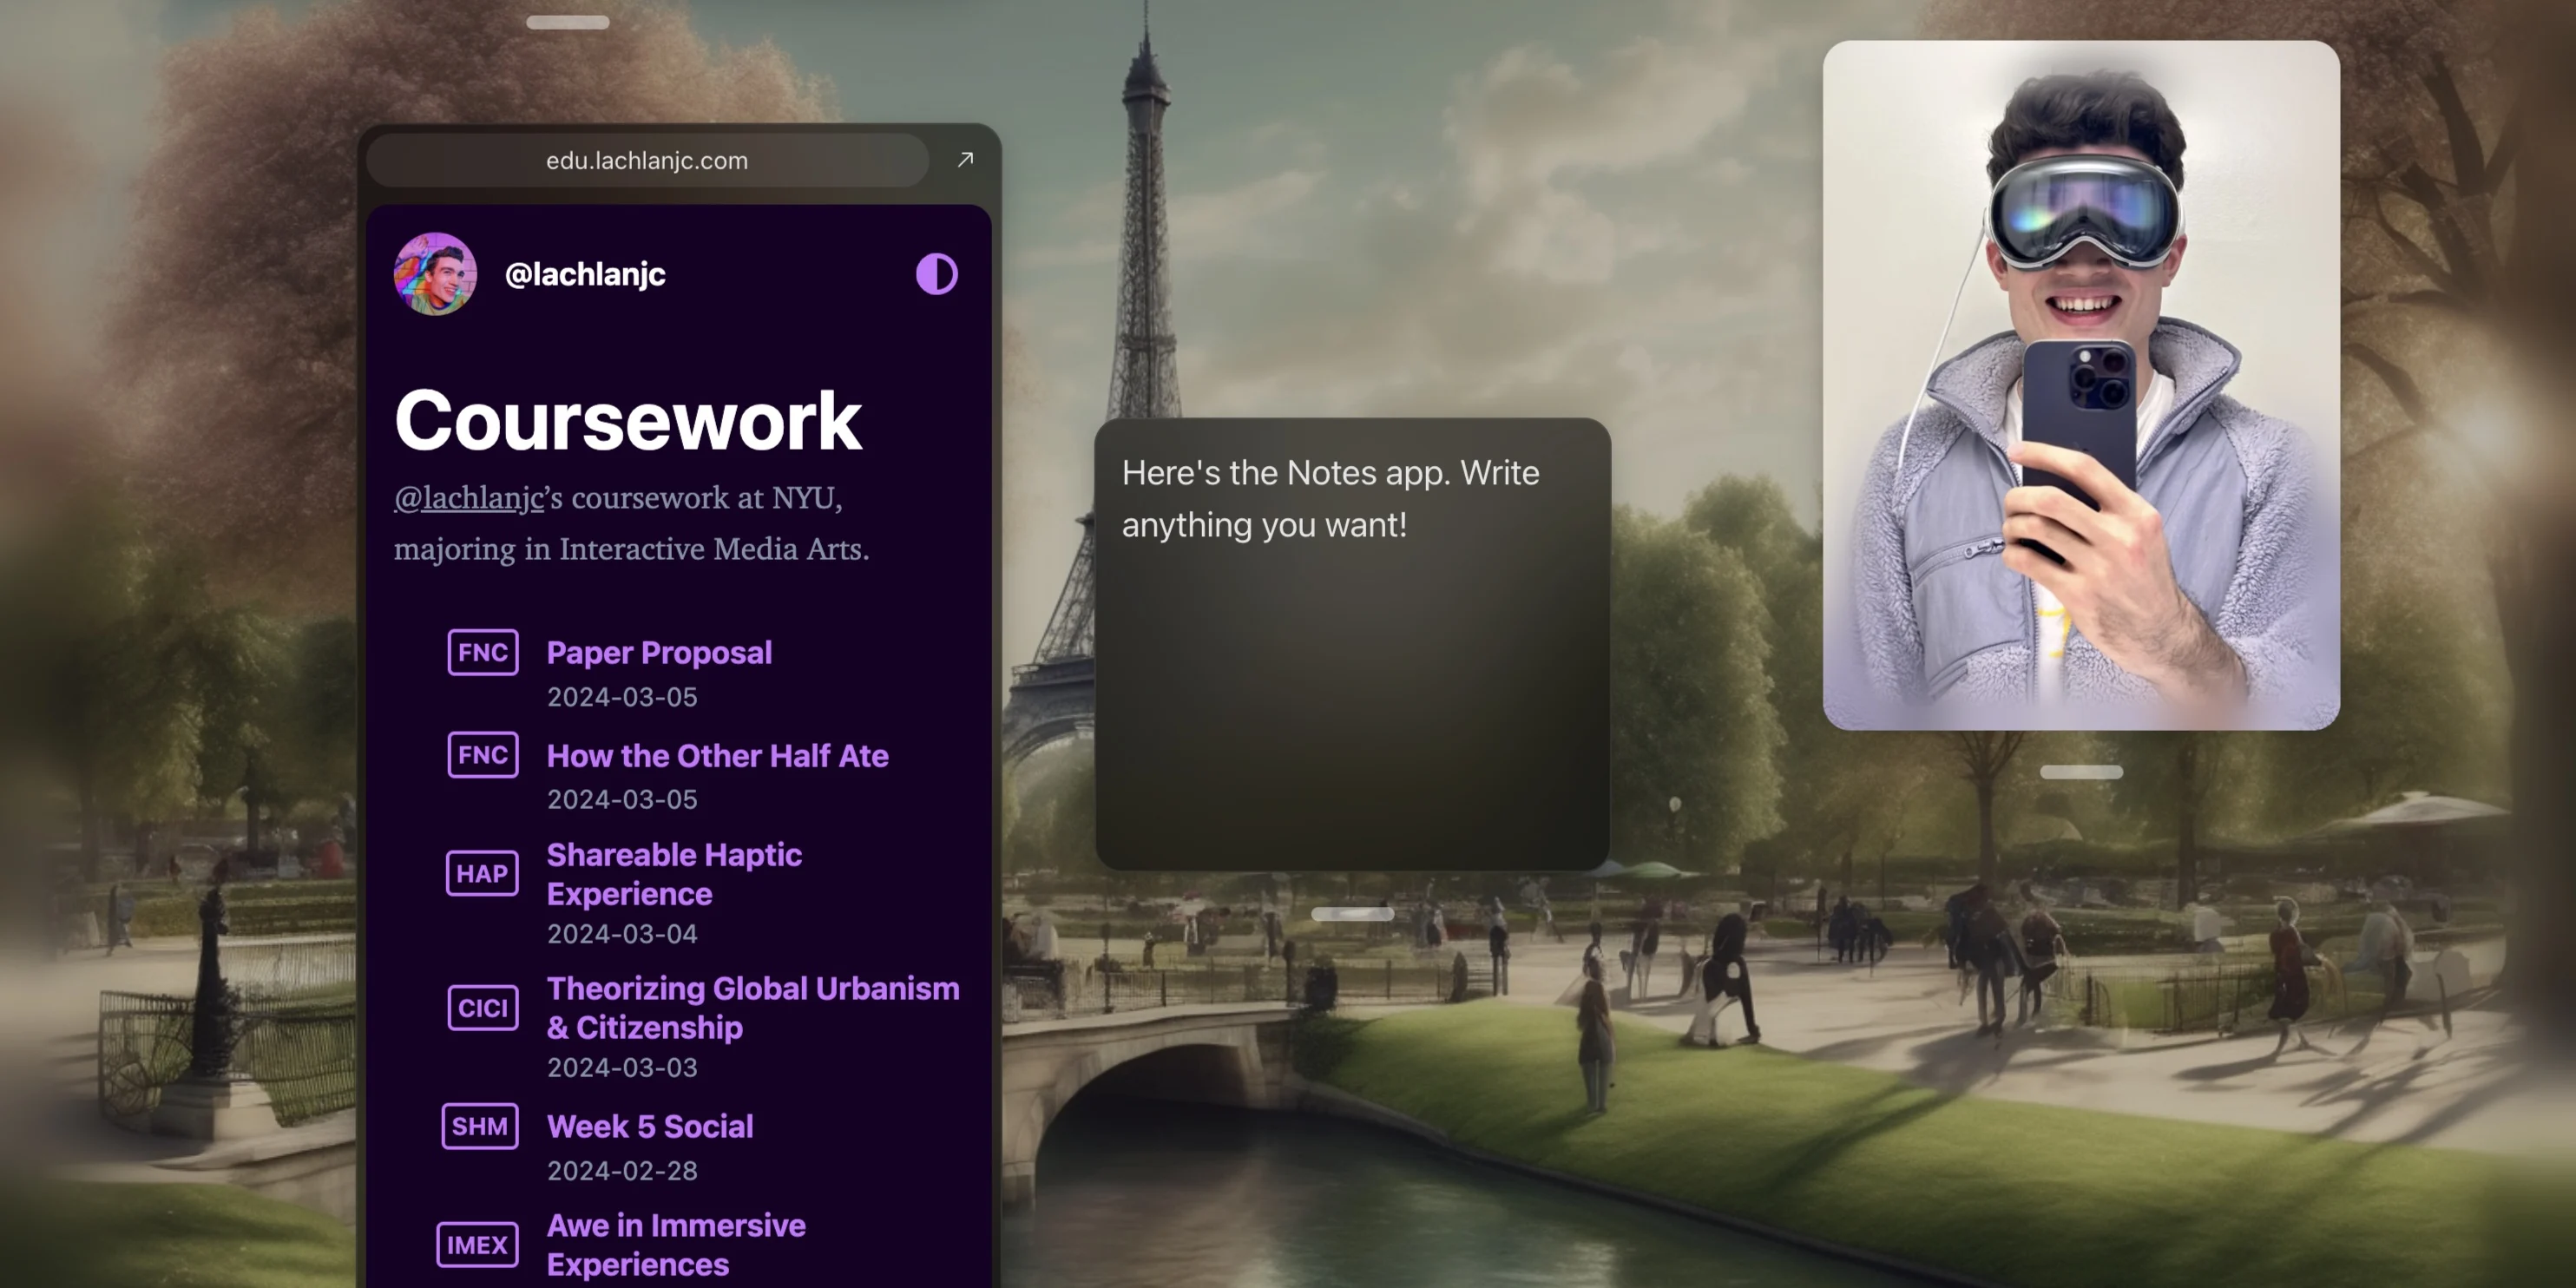 edu.lachlanjc.com
@lachlanjc
Coursework
@lachlanjc’s coursework at NYU,
majoring in Interactive Media Arts.
FNC Paper Proposal
2024-03-05
FNC How the Other Half Ate
2024-03-05
HAP Shareable Haptic
Experience
2024-03-04
CICI Theorizing Global Urbanism
& Citizenship
2024-03-03
SHM Week 5 Social
2024-02-28
IMEX Awe in Immersive
Experiences
Here's the Notes app. Write
anything you want!